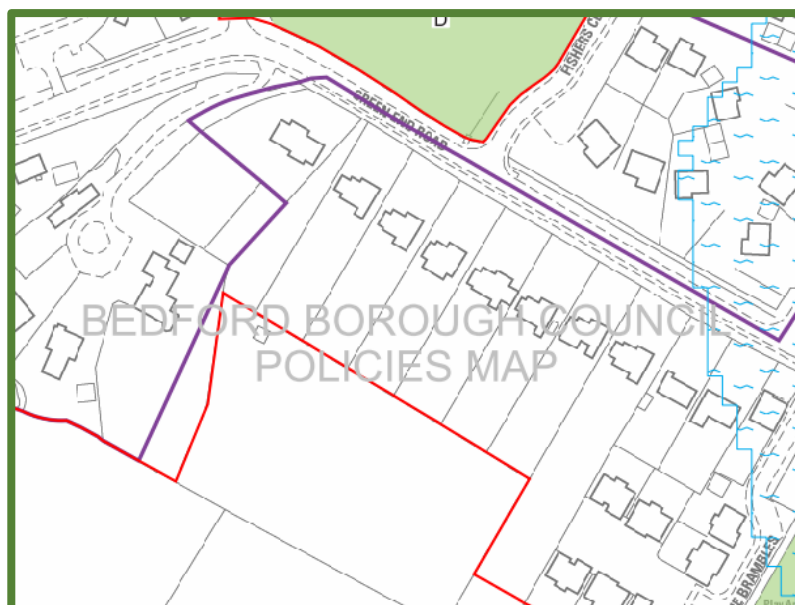 D
FISHERS C
GREEN END ROAD
BEDFORD BOROUGH COUNCIL
POLICIES MAP
E BRAMBLES